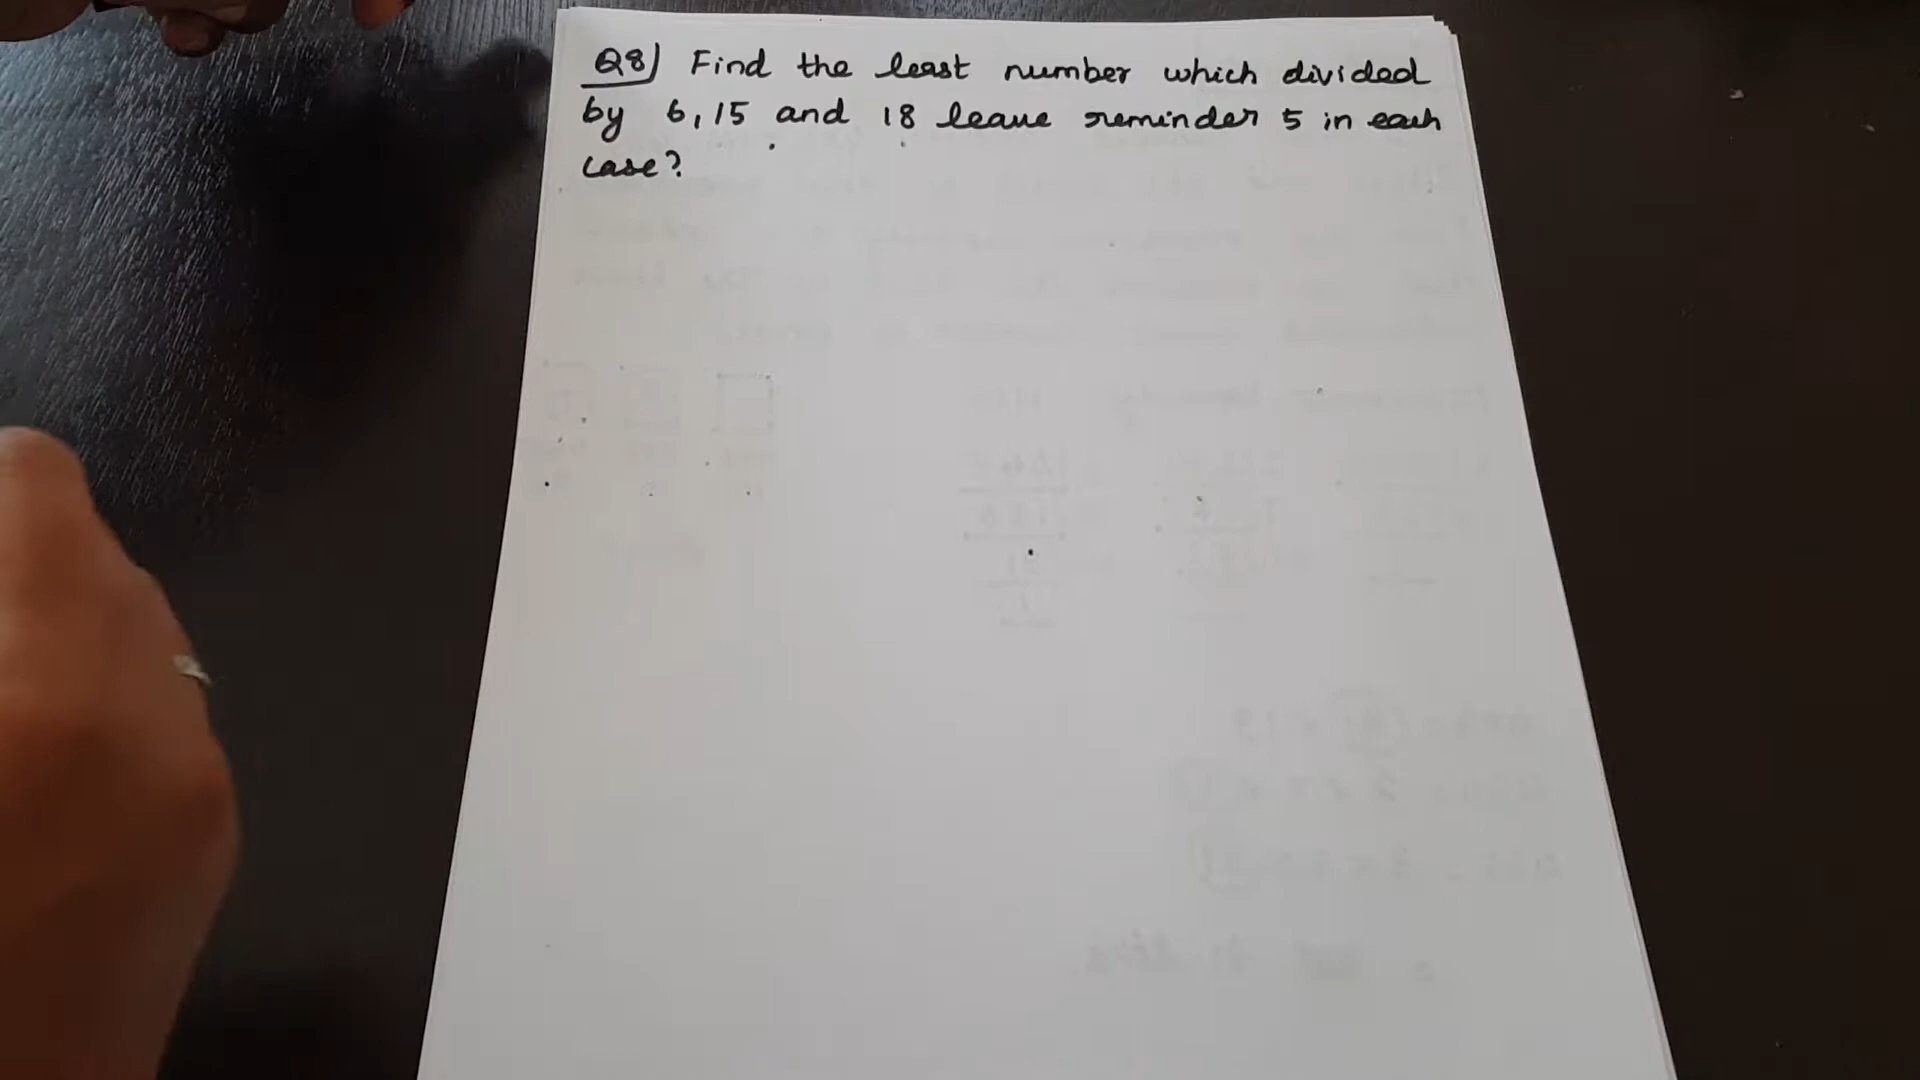 Q8) Find the least number which divided
by 6, 15 and 18 leave reminder 5 in each
case?